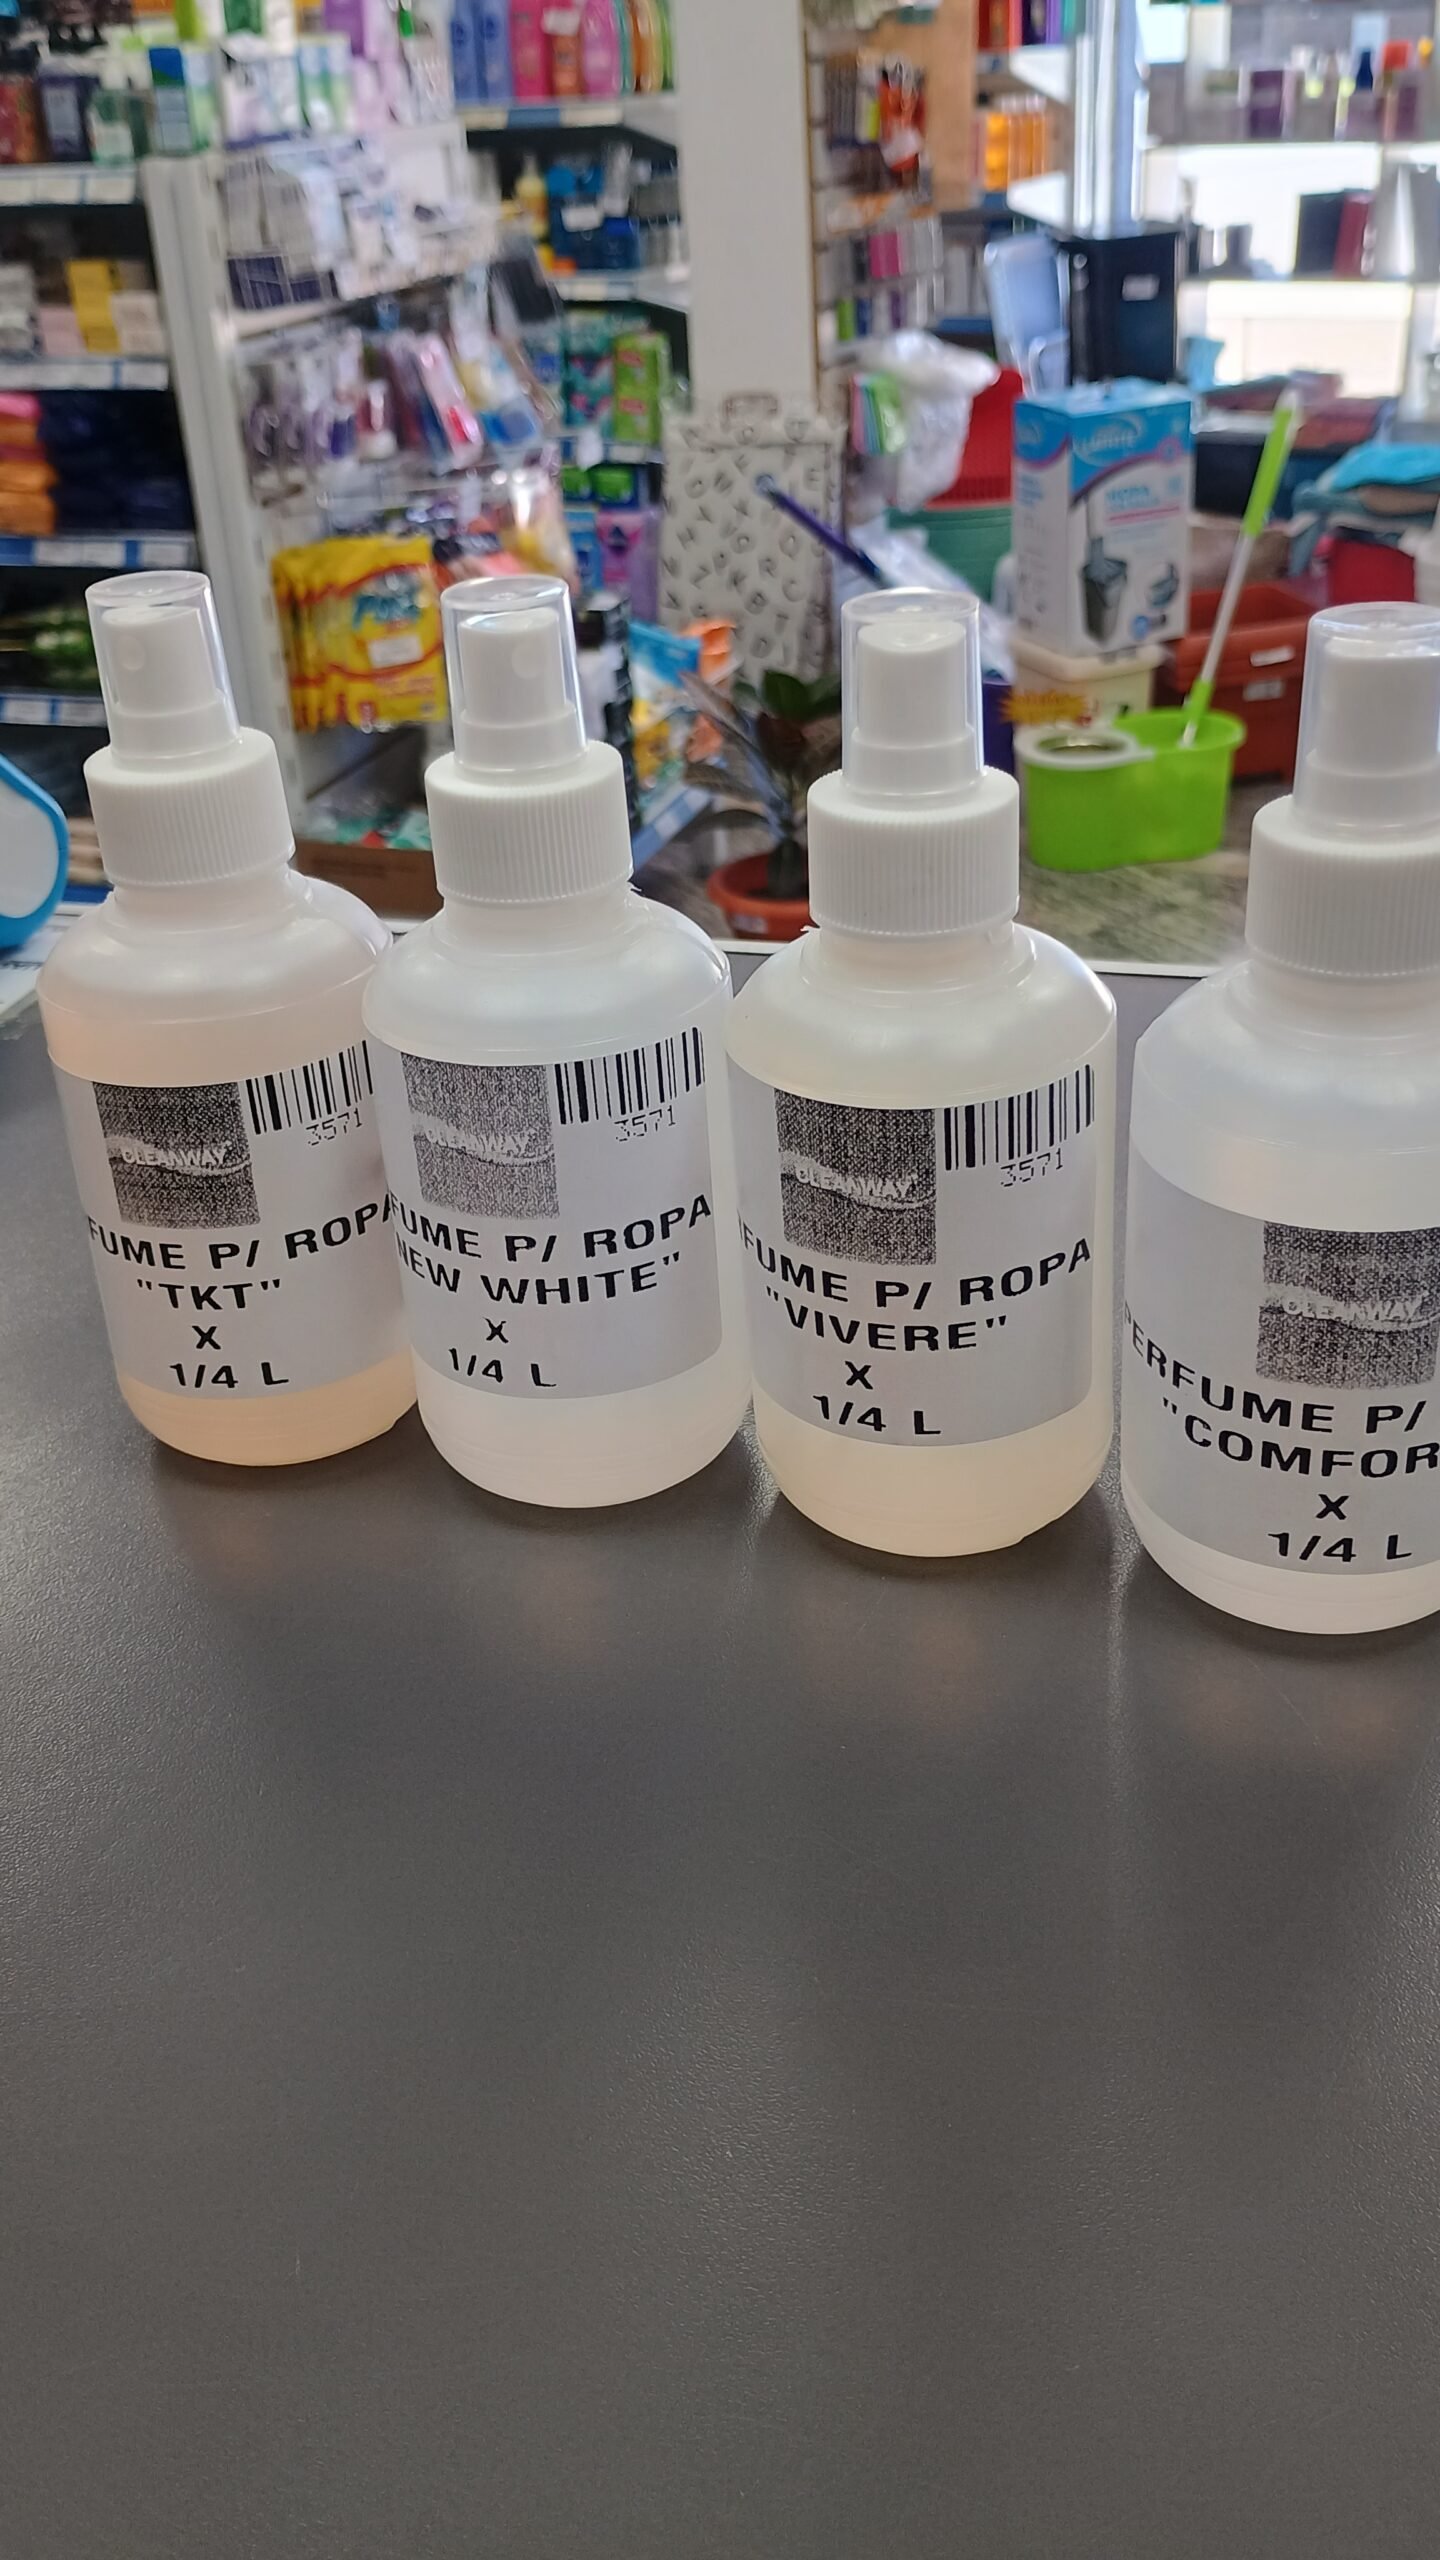 CLEANWAY
3571
FUME P/ ROPA
"TKT"
X
1/4 L
CLEANWAY
3571
FUME P/ ROPA
NEW WHITE"
X
1/4 L
CLEANWAY
3571
FUME P/ ROPA
"VIVERE"
X
1/4 L
CLEANWAY
PERFUME P/
"COMFOR
X
1/4 L